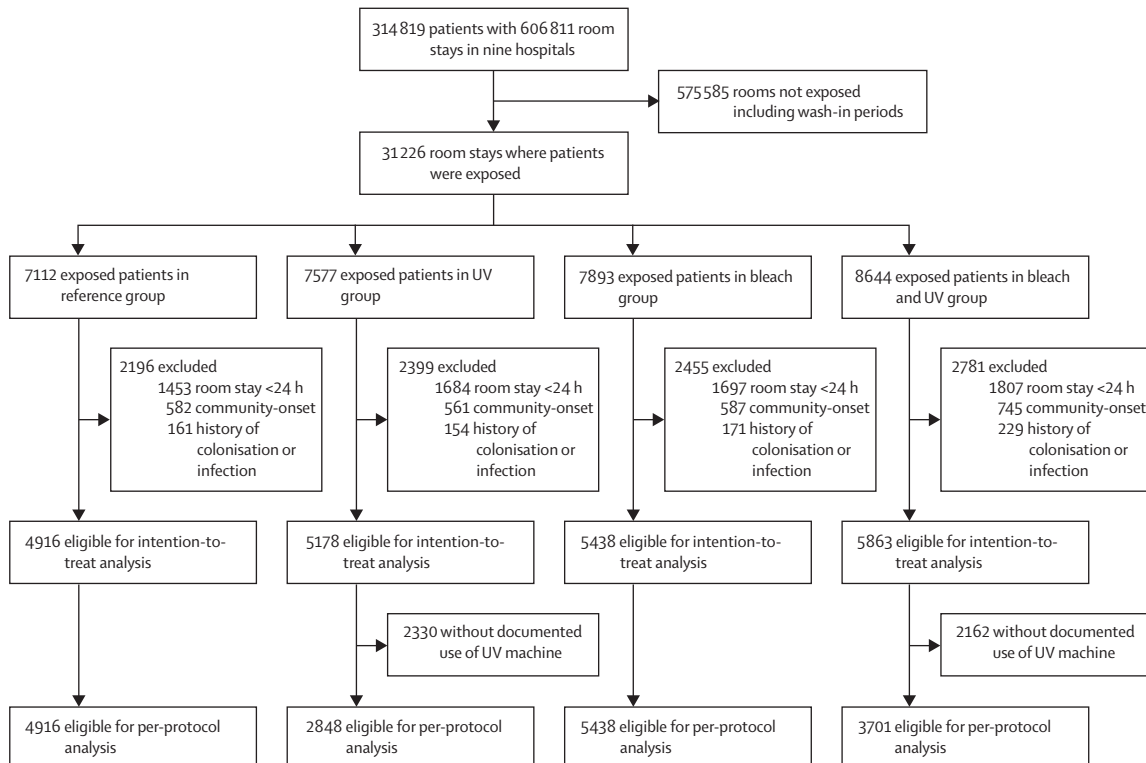 314 819 patients with 606 811 room
stays in nine hospitals
575 585 rooms not exposed
including wash-in periods
31 226 room stays where patients
were exposed
7112 exposed patients in
reference group
7577 exposed patients in UV
group
7893 exposed patients in bleach
group
8644 exposed patients in bleach
and UV group
2196 excluded
1453 room stay <24 h
582 community-onset
161 history of
colonisation or
infection
2399 excluded
1684 room stay <24 h
561 community-onset
154 history of
colonisation or
infection
2455 excluded
1697 room stay <24 h
587 community-onset
171 history of
colonisation or
infection
2781 excluded
1807 room stay <24 h
745 community-onset
229 history of
colonisation or
infection
4916 eligible for intention-to-
treat analysis
5178 eligible for intention-to-
treat analysis
5438 eligible for intention-to-
treat analysis
5863 eligible for intention-to-
treat analysis
2330 without documented
use of UV machine
2162 without documented
use of UV machine
4916 eligible for per-protocol
analysis
2848 eligible for per-protocol
analysis
5438 eligible for per-protocol
analysis
3701 eligible for per-protocol
analysis